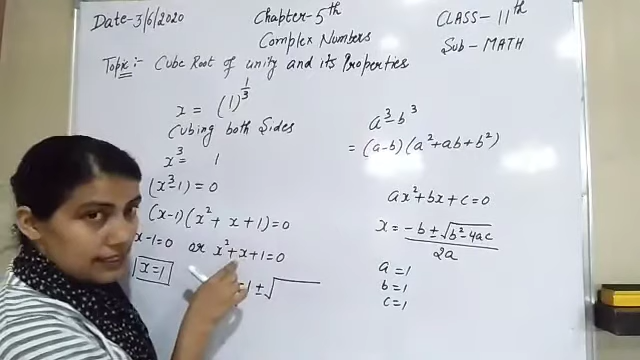 Date-3/6/2020 Chapter-5th CLASS-11th
Complex Numbers Sub-MATH
Topic:- Cube Root of unity and its Properties
x = (1)^1/3
Cubing both Sides
x³ = 1
(x³-1) = 0
(x-1)(x² + x + 1) = 0
x-1=0 or x²+x+1=0
x=1
= -1 ± √
a³-b³
= (a-b)(a²+ab+b²)
ax²+bx+c=0
x = -b ± √b²-4ac / 2a
a=1
b=1
c=1